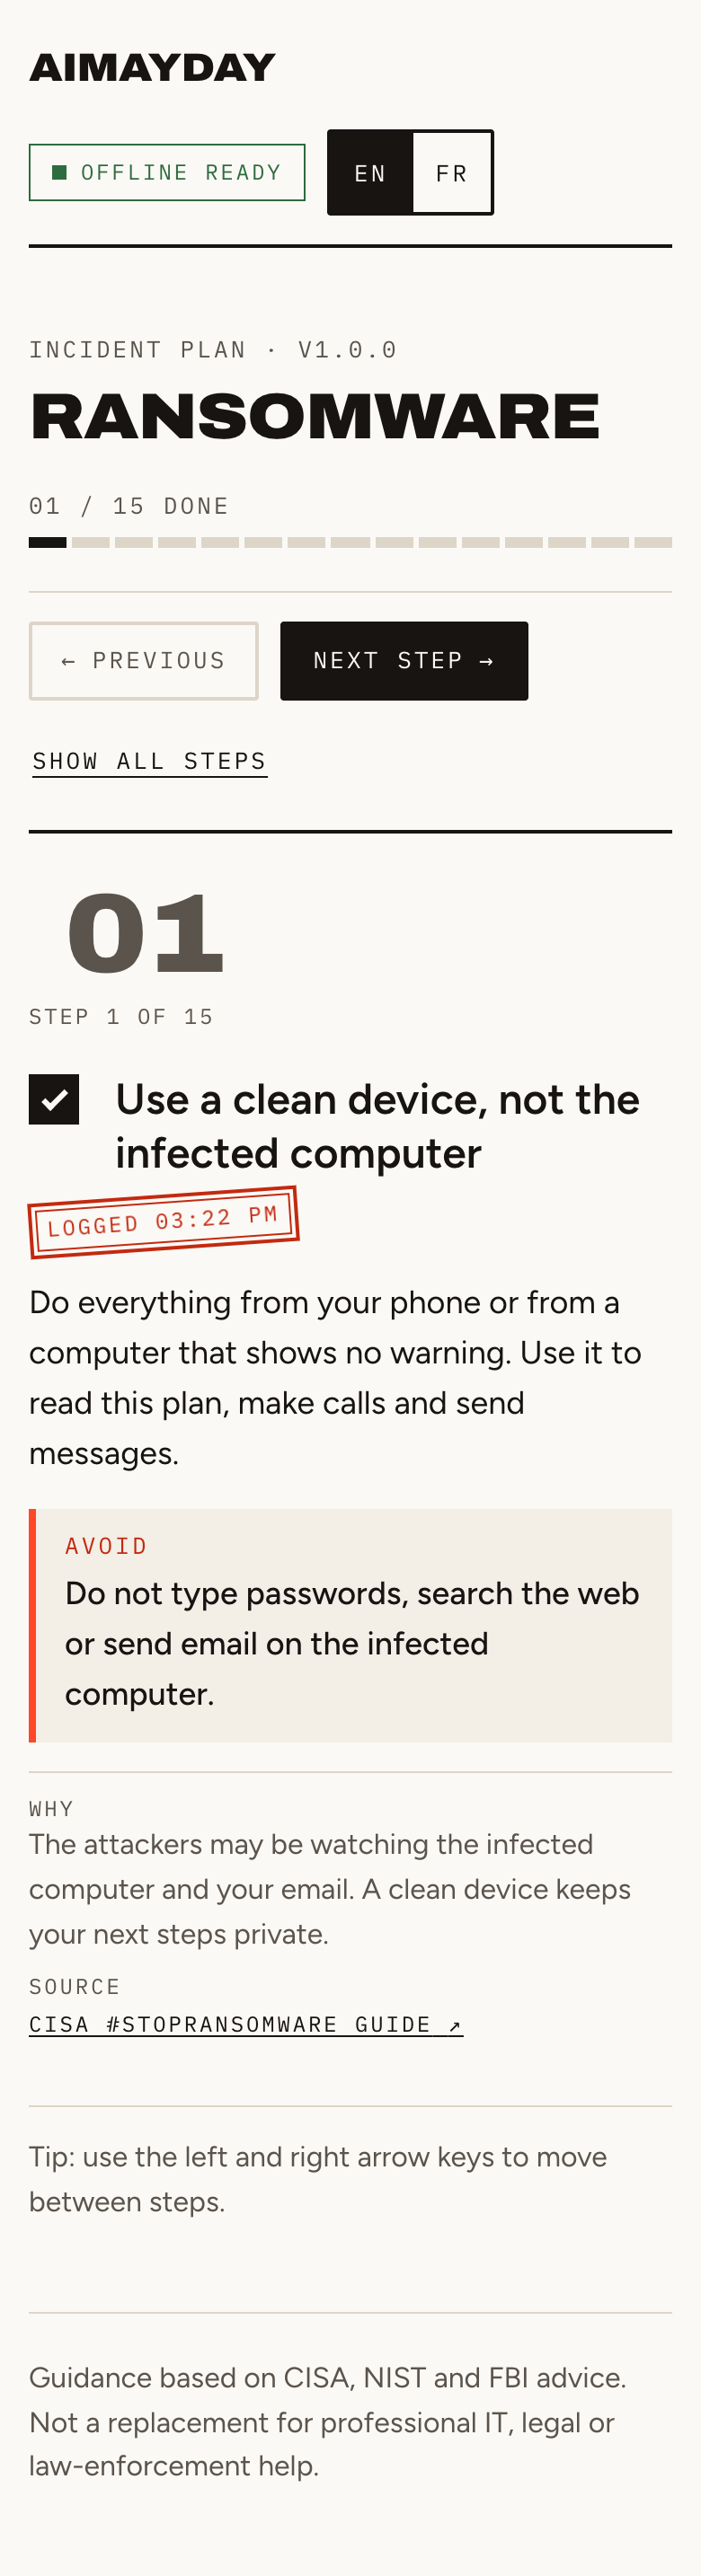 AIMAYDAY
OFFLINE READY
EN
FR
INCIDENT PLAN · V1.0.0
RANSOMWARE
01 / 15 DONE
← PREVIOUS
NEXT STEP →
SHOW ALL STEPS
01
STEP 1 OF 15
Use a clean device, not the
infected computer
LOGGED 03:22 PM
Do everything from your phone or from a
computer that shows no warning. Use it to
read this plan, make calls and send
messages.
AVOID
Do not type passwords, search the web
or send email on the infected
computer.
WHY
The attackers may be watching the infected
computer and your email. A clean device keeps
your next steps private.
SOURCE
CISA #STOPRANSOMWARE GUIDE ↗
Tip: use the left and right arrow keys to move
between steps.
Guidance based on CISA, NIST and FBI advice.
Not a replacement for professional IT, legal or
law-enforcement help.